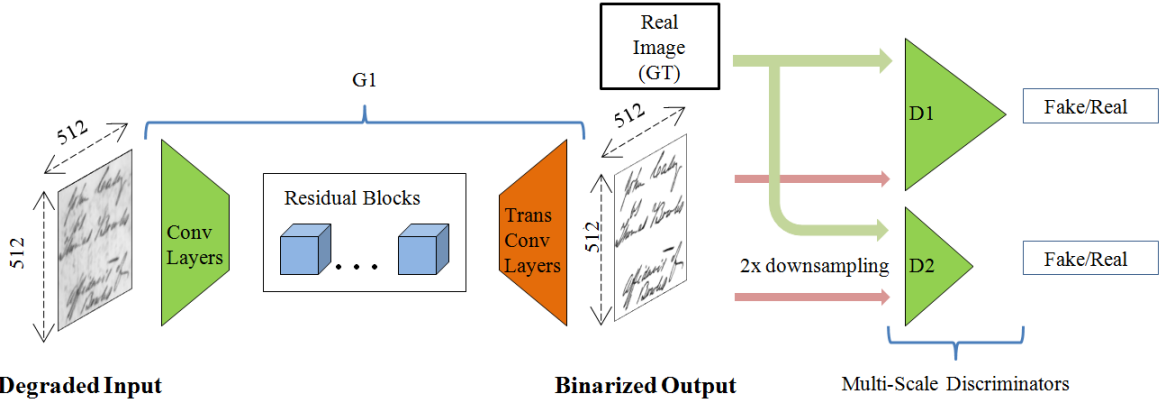 G1
512
512
Conv
Layers
Residual Blocks
Trans
Conv
Layers
512
512
Real
Image
(GT)
D1
Fake/Real
2x downsampling
D2
Fake/Real
Degraded Input
Binarized Output
Multi-Scale Discriminators